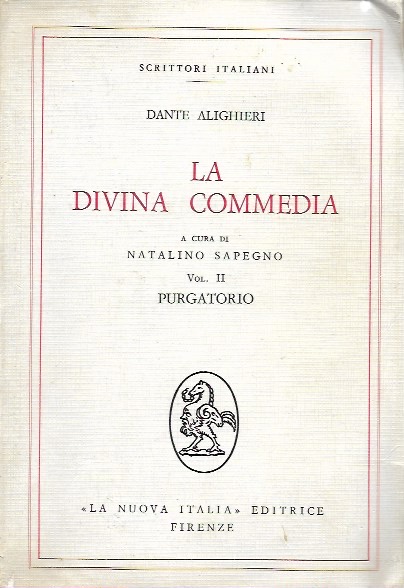 SCRITTORI ITALIANI
DANTE ALIGHIERI
LA
DIVINA COMMEDIA
A CURA DI
NATALINO SAPEGNO
VOL. II
PURGATORIO
«LA NUOVA ITALIA» EDITRICE
FIRENZE